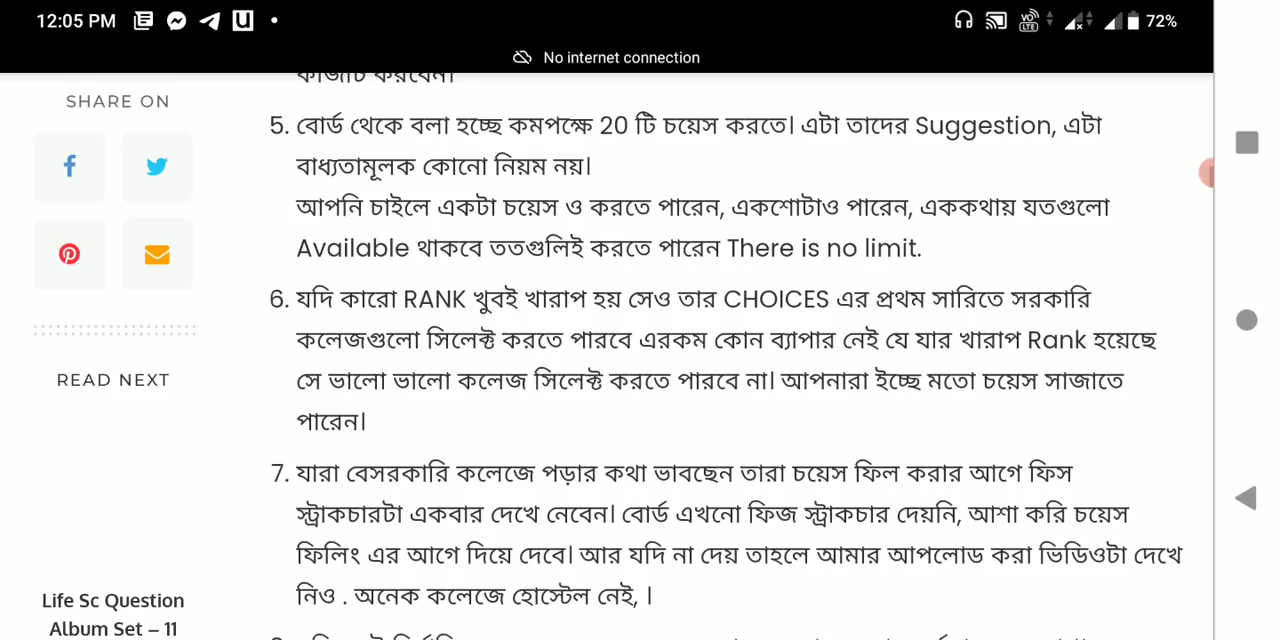 12:05 PM
72%
No internet connection
SHARE ON
READ NEXT
Life Sc Question
Album Set – 11
করবেন।
5. বোর্ড থেকে বলা হচ্ছে কমপক্ষে 20 টি চয়েস করতে। এটা তাদের Suggestion, এটা
বাধ্যতামূলক কোনো নিয়ম নয়।
আপনি চাইলে একটা চয়েস ও করতে পারেন, একশোটাও পারেন, এককথায় যতগুলো
Available থাকবে ততগুলিই করতে পারেন There is no limit.
6. যদি কারো RANK খুবই খারাপ হয় সেও তার CHOICES এর প্রথম সারিতে সরকারি
কলেজগুলো সিলেক্ট করতে পারবে এরকম কোন ব্যাপার নেই যে যার খারাপ Rank হয়েছে
সে ভালো ভালো কলেজ সিলেক্ট করতে পারবে না। আপনারা ইচ্ছে মতো চয়েস সাজাতে
পারেন।
7. যারা বেসরকারি কলেজে পড়ার কথা ভাবছেন তারা চয়েস ফিল করার আগে ফিস
স্ট্রাকচারটা একবার দেখে নেবেন। বোর্ড এখনো ফিজ স্ট্রাকচার দেয়নি, আশা করি চয়েস
ফিলিং এর আগে দিয়ে দেবে। আর যদি না দেয় তাহলে আমার আপলোড করা ভিডিওটা দেখে
নিও . অনেক কলেজে হোস্টেল নেই, ।